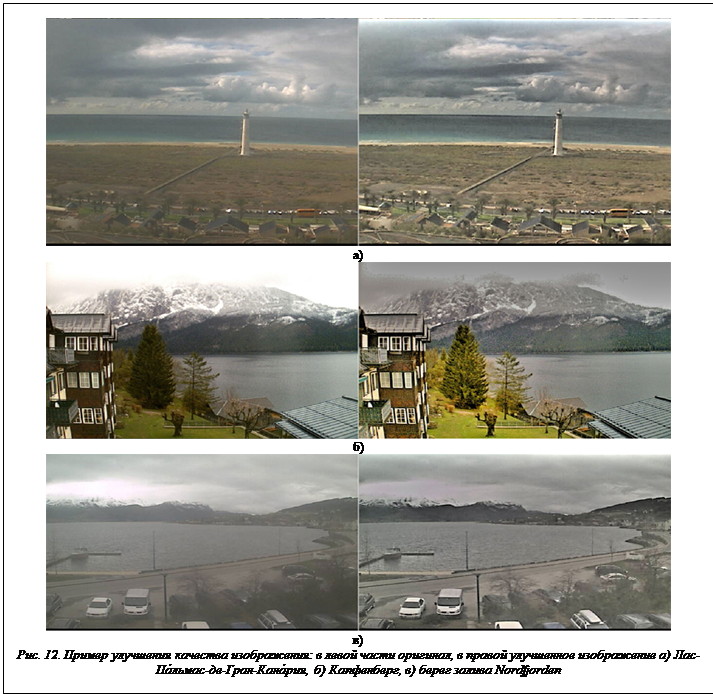 а)
б)
в)
Рис. 12. Пример улучшения качества изображения: в левой части оригинал, в правой улучшенное изображение а) Лас-
Па́льмас-де-Гран-Кана́рия, б) Капфенберг, в) берег залива Nordfjorden